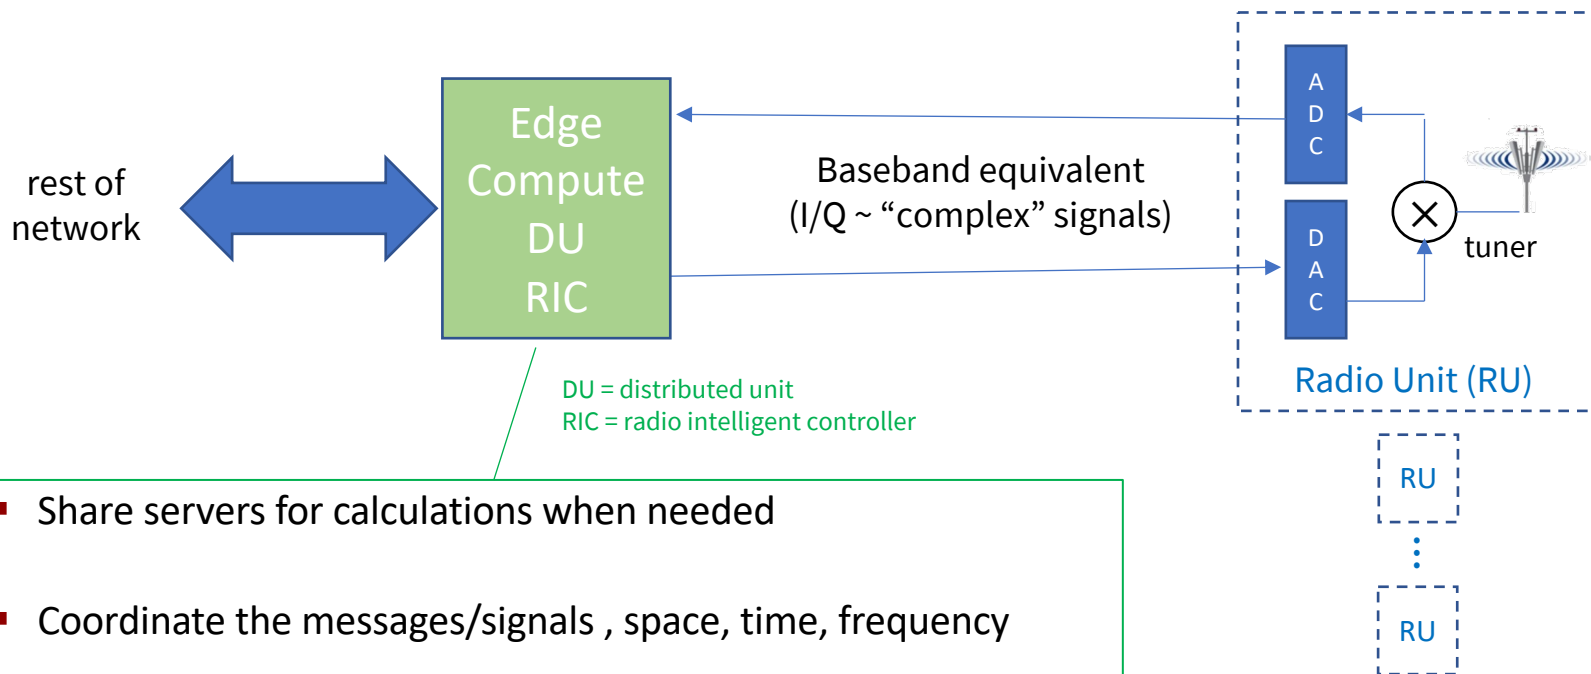 rest of
network
Edge
Compute
DU
RIC
Baseband equivalent
(I/Q ~ “complex” signals)
A
D
C
D
A
C
tuner
Radio Unit (RU)
DU = distributed unit
RIC = radio intelligent controller
RU
RU
▪ Share servers for calculations when needed
▪ Coordinate the messages/signals , space, time, frequency